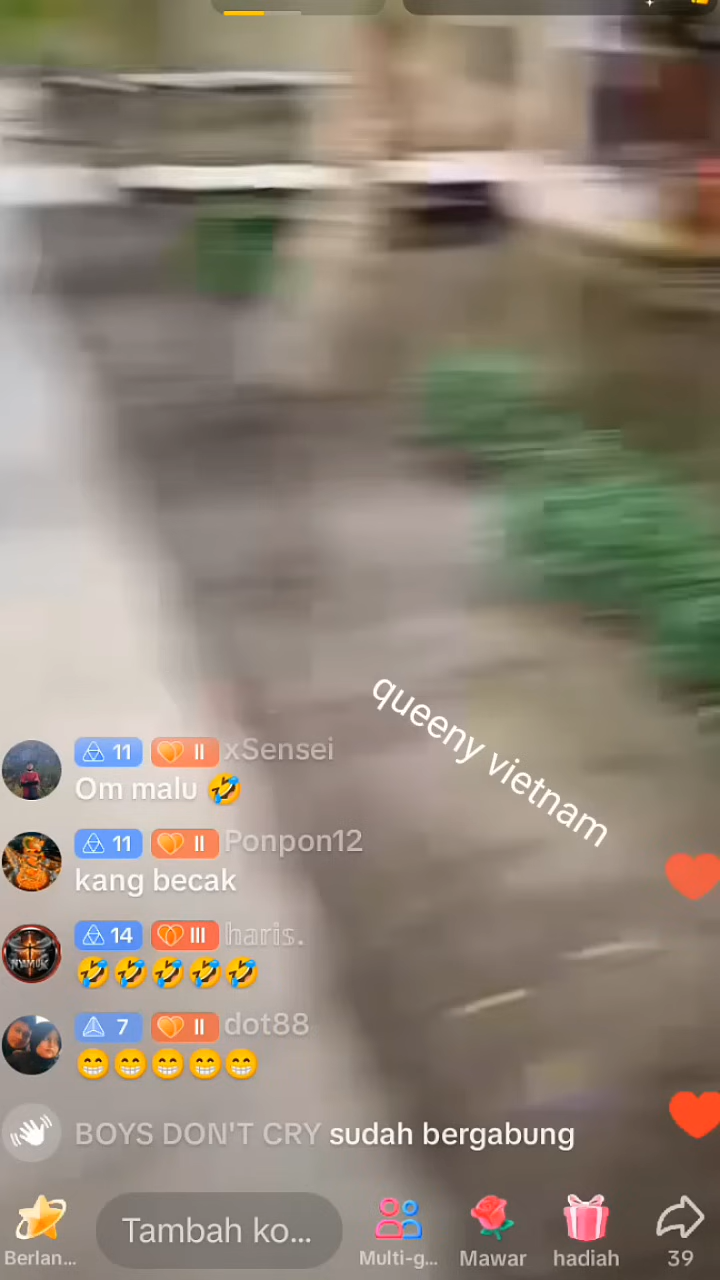 queeny vietnam
11 II xSensei
Om malu 🤣
11 II Ponpon12
kang becak
14 III haris.
🤣🤣🤣🤣🤣
7 II dot88
😁😁😁😁😁
BOYS DON'T CRY sudah bergabung
Tambah ko...
Berlan...
Multi-g...
Mawar
hadiah
39